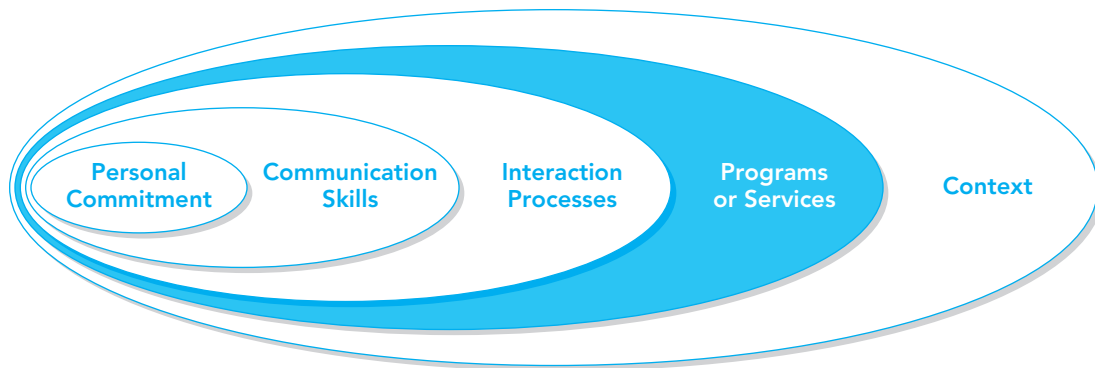 Personal
Commitment
Communication
Skills
Interaction
Processes
Programs
or Services
Context